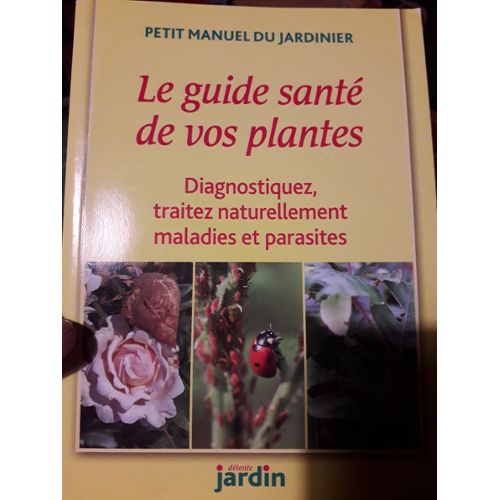 PETIT MANUEL DU JARDINIER
Le guide santé
de vos plantes
Diagnostiquez,
traitez naturellement
maladies et parasites
détente
jardin